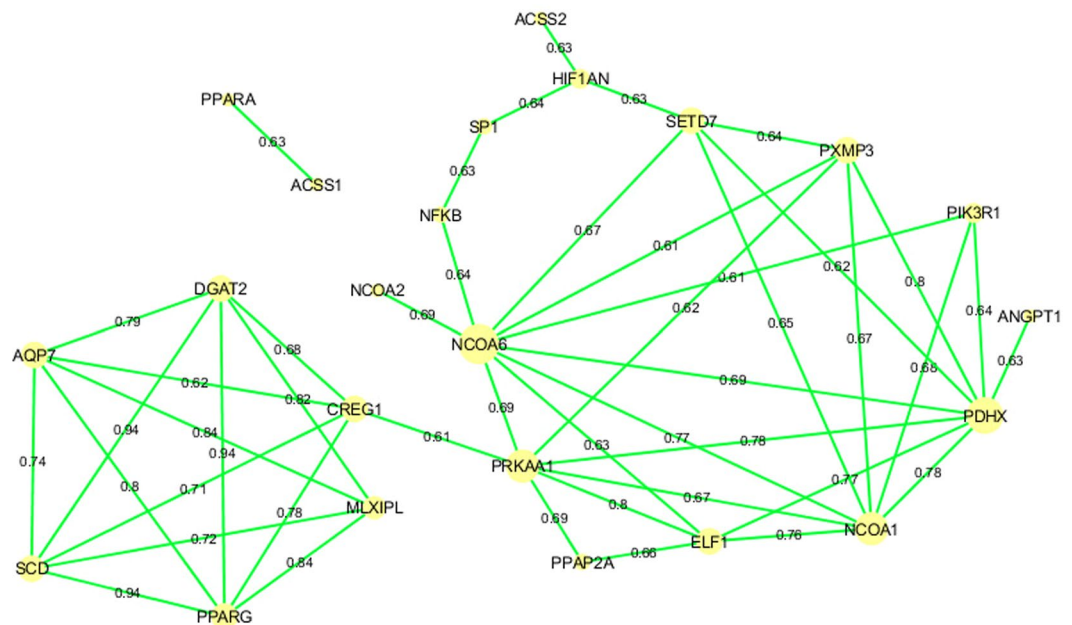 ACSS2
0.63
HIF1AN
PPARA
0.64
0.63
SP1
SETD7
0.64
0.63
PXMP3
0.63
ACSS1
NFKB
PIK3R1
0.67
0.61
0.64
0.62
0.61
0.8
DGAT2
NCOA2
0.62
0.64
ANGPT1
0.79
0.69
0.65
0.67
0.68
NCOA6
AQP7
0.63
0.62
0.69
0.68
0.82
CREG1
0.69
PDHX
0.94
0.84
0.61
0.63
0.77
0.78
0.94
0.74
PRKAA1
0.78
0.8
0.71
0.77
0.67
MLXIPL
0.78
0.8
0.69
NCOA1
0.72
0.76
ELF1
0.66
SCD
0.84
PPAP2A
0.94
PPARG